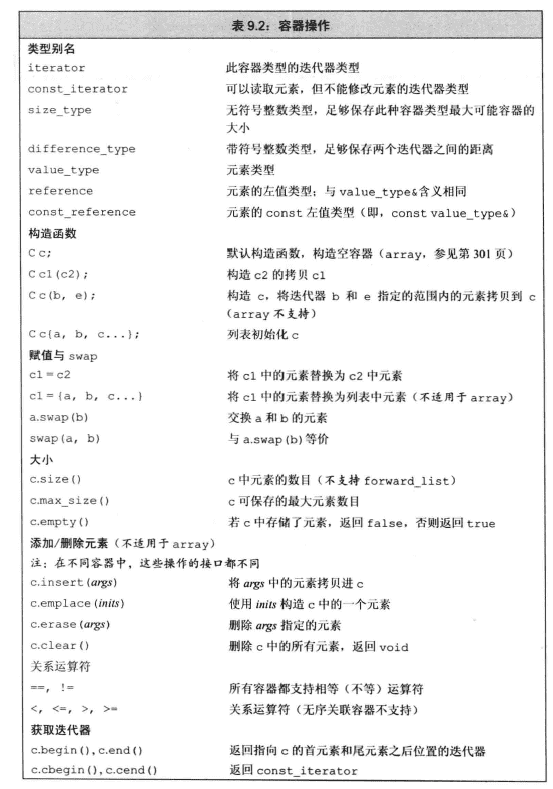 表 9.2：容器操作
类型别名
iterator 此容器类型的迭代器类型
const_iterator 可以读取元素，但不能修改元素的迭代器类型
size_type 无符号整数类型，足够保存此种容器类型最大可能容器的
大小
difference_type 带符号整数类型，足够保存两个迭代器之间的距离
value_type 元素类型
reference 元素的左值类型；与 value_type&含义相同
const_reference 元素的 const 左值类型（即，const value_type&）
构造函数
C c; 默认构造函数，构造空容器（array，参见第 301 页）
C c1(c2); 构造 c2 的拷贝 c1
C c(b, e); 构造 c，将迭代器 b 和 e 指定的范围内的元素拷贝到 c
（array 不支持）
C c{a, b, c...}; 列表初始化 c
赋值与 swap
c1 = c2 将 c1 中的元素替换为 c2 中元素
c1 = {a, b, c...} 将 c1 中的元素替换为列表中元素（不适用于 array）
a.swap(b) 交换 a 和 b 的元素
swap(a, b) 与 a.swap (b)等价
大小
c.size() c 中元素的数目（不支持 forward_list）
c.max_size() c 可保存的最大元素数目
c.empty() 若 c 中存储了元素，返回 false，否则返回 true
添加/删除元素（不适用于 array）
注：在不同容器中，这些操作的接口都不同
c.insert(args) 将 args 中的元素拷贝进 c
c.emplace(inits) 使用 inits 构造 c 中的一个元素
c.erase(args) 删除 args 指定的元素
c.clear() 删除 c 中的所有元素，返回 void
关系运算符
==, != 所有容器都支持相等（不等）运算符
<, <=, >, >= 关系运算符（无序关联容器不支持）
获取迭代器
c.begin(),c.end() 返回指向 c 的首元素和尾元素之后位置的迭代器
c.cbegin(),c.cend() 返回 const_iterator